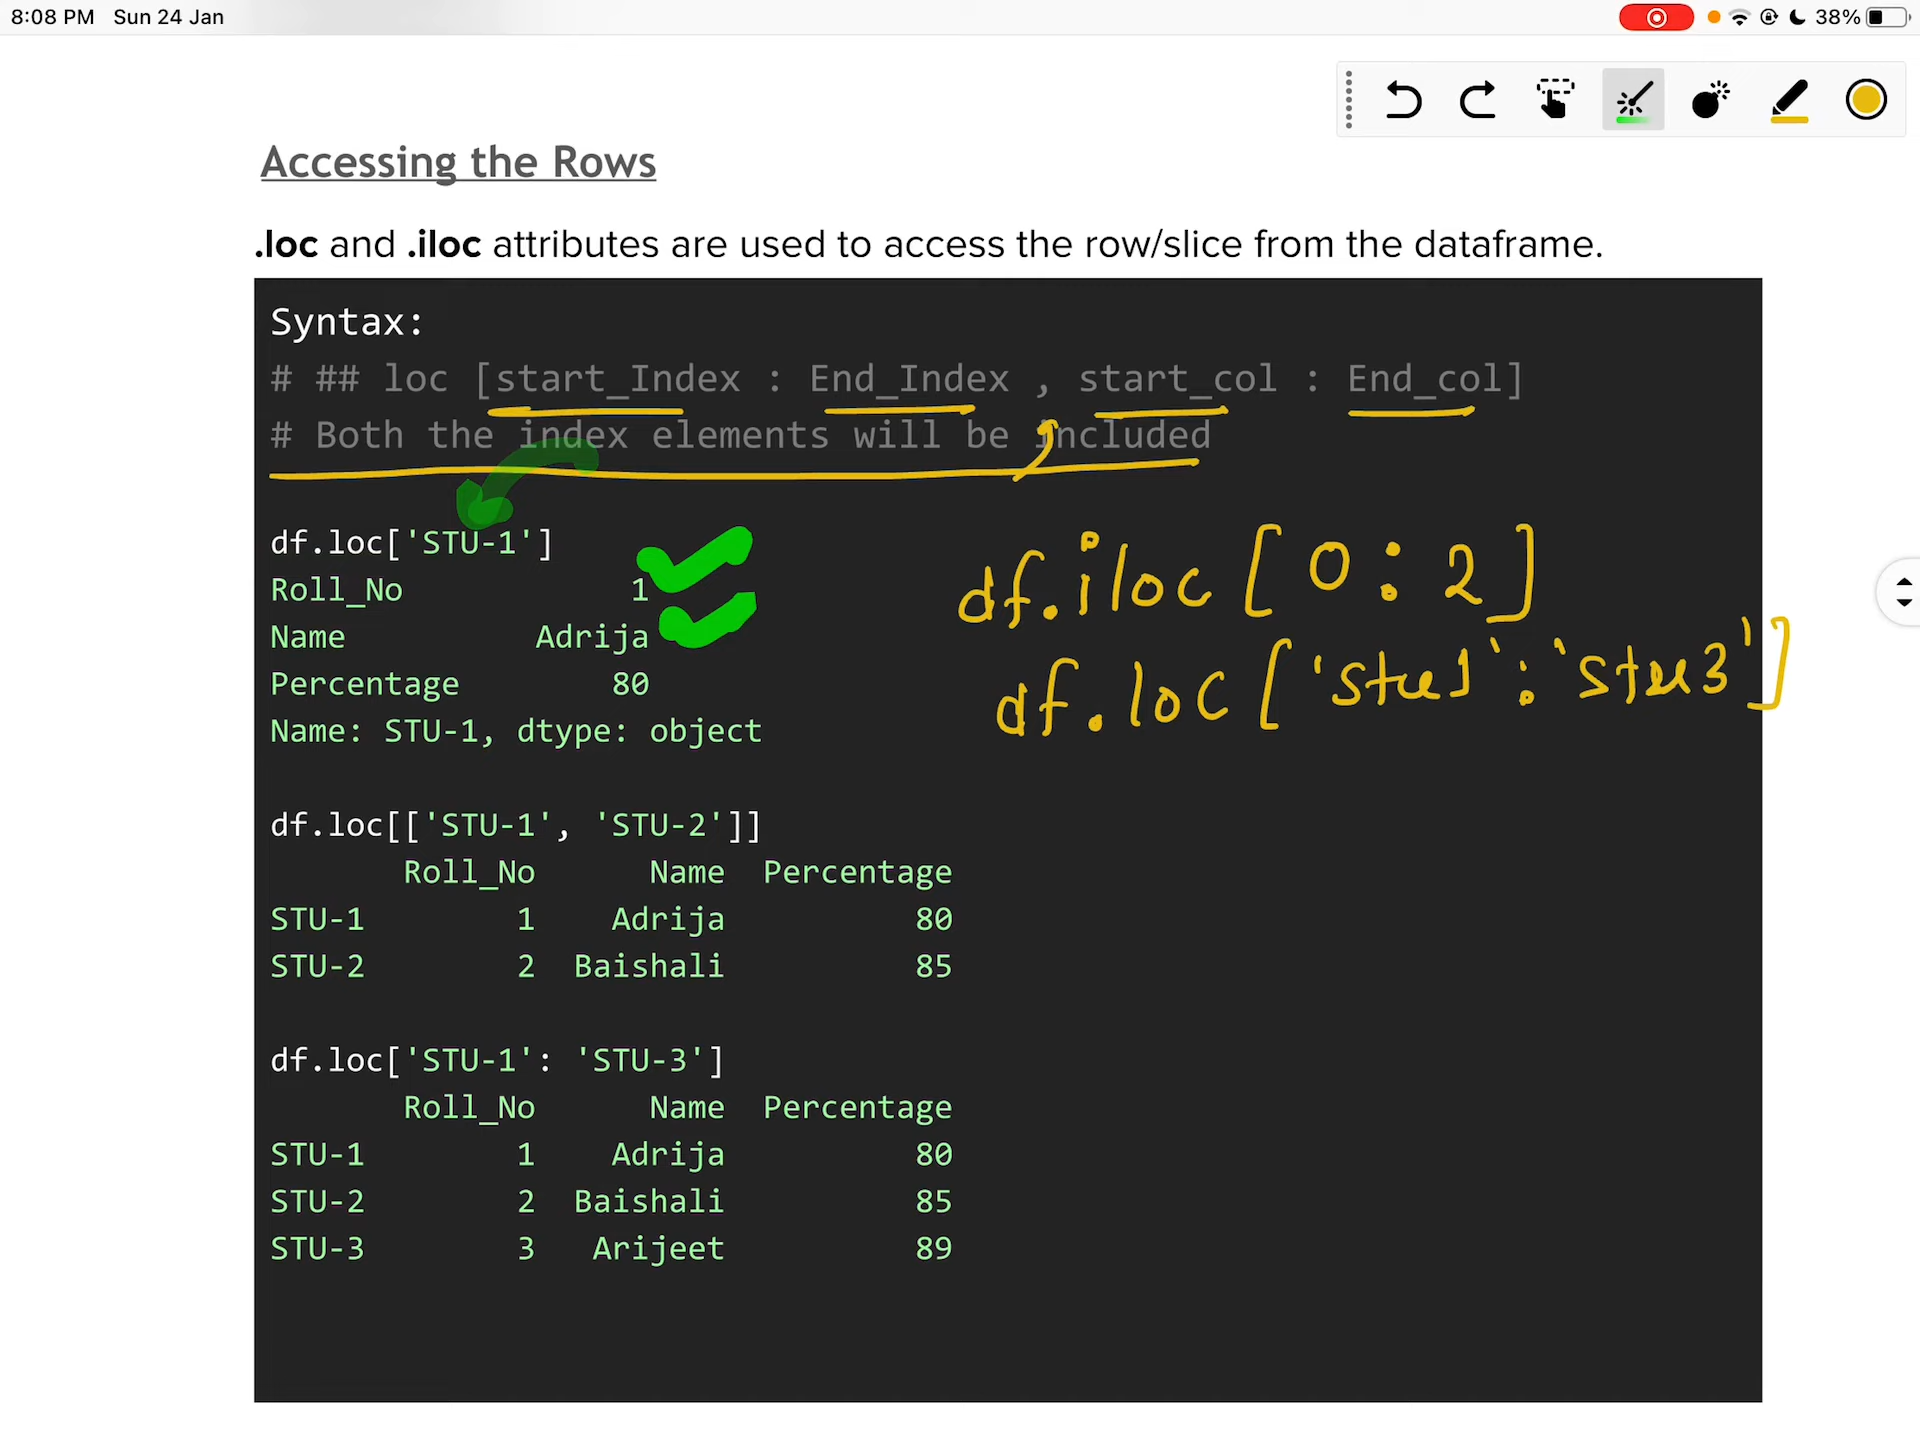 8:08 PM Sun 24 Jan 38%
Accessing the Rows
.loc and .iloc attributes are used to access the row/slice from the dataframe.
Syntax:
# ## loc [start_Index : End_Index , start_col : End_col]
# Both the index elements will be included
df.loc['STU-1']
Roll_No 1
Name Adrija
Percentage 80
Name: STU-1, dtype: object
df.iloc [ 0 : 2 ]
df.loc [ 'stu1' : 'stu3' ]
df.loc[['STU-1', 'STU-2']]
Roll_No Name Percentage
STU-1 1 Adrija 80
STU-2 2 Baishali 85
df.loc['STU-1': 'STU-3']
Roll_No Name Percentage
STU-1 1 Adrija 80
STU-2 2 Baishali 85
STU-3 3 Arijeet 89